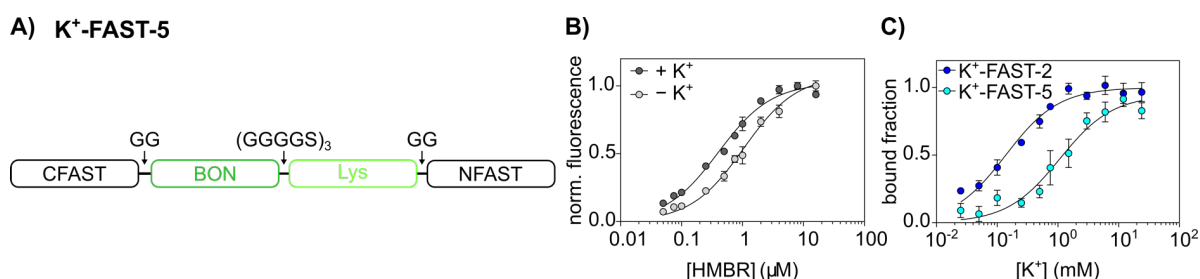 A) K⁺-FAST-5
GG
(GGGGS)₃
GG
CFAST
BON
Lys
NFAST
B)
norm. fluorescence
1.0
0.5
0.0
+ K⁺
− K⁺
0.01
0.1
1
10
100
[HMBR] (µM)
C)
bound fraction
1.0
0.5
0.0
K⁺-FAST-2
K⁺-FAST-5
10⁻²
10⁻¹
10⁰
10¹
10²
[K⁺] (mM)